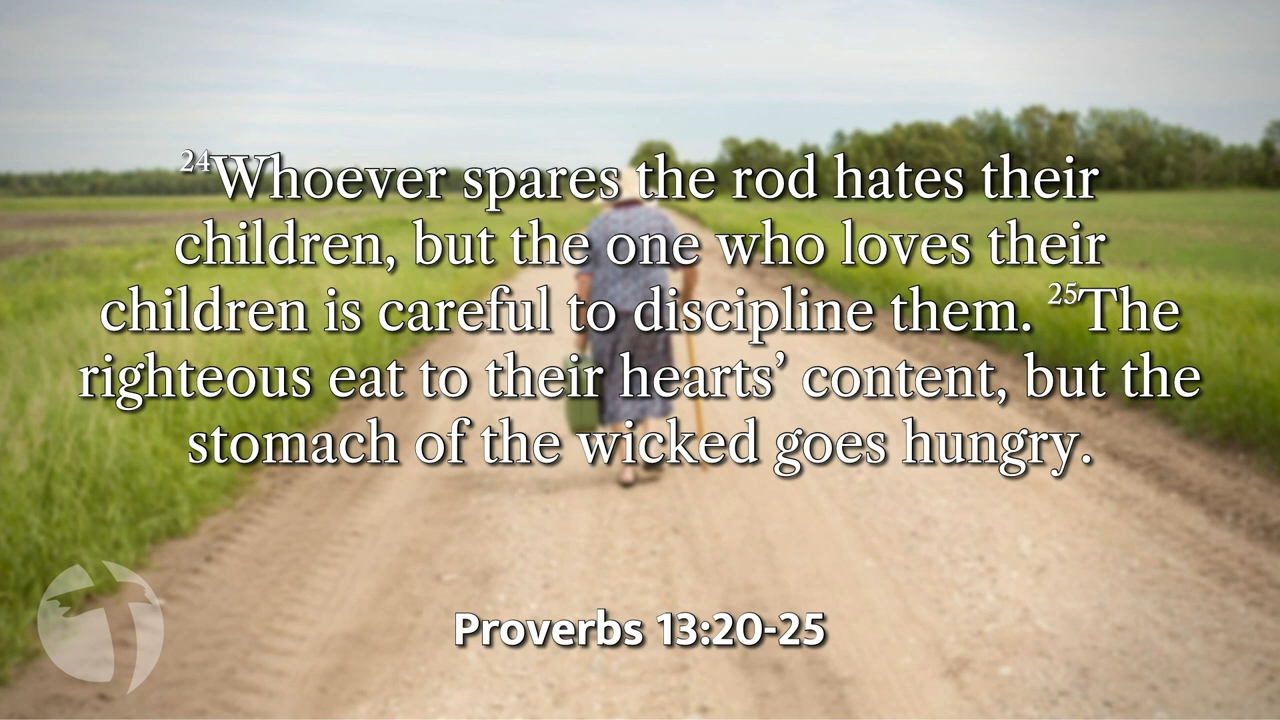 ²⁴Whoever spares the rod hates their
children, but the one who loves their
children is careful to discipline them. ²⁵The
righteous eat to their hearts’ content, but the
stomach of the wicked goes hungry.
Proverbs 13:20-25